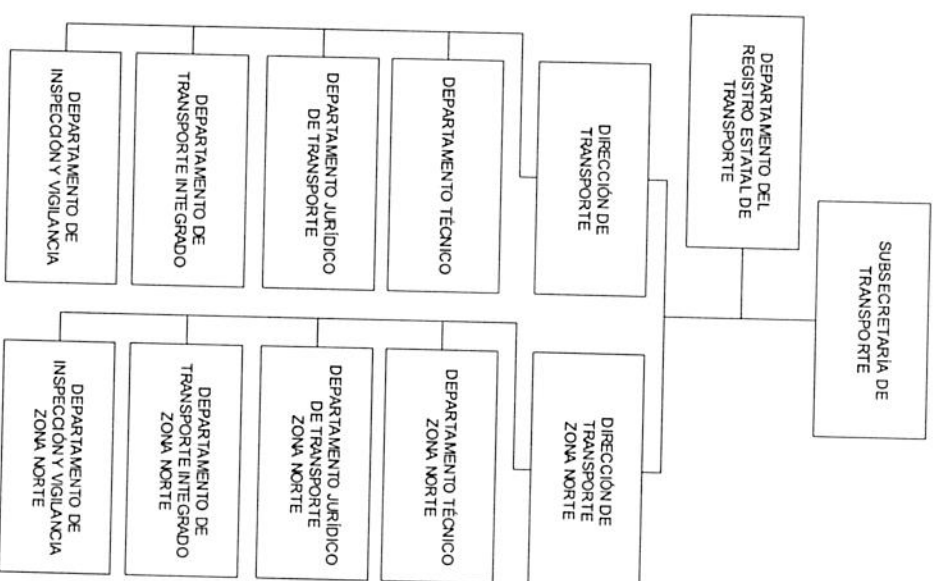 SUBSECRETARÍA DE
TRANSPORTE
DEPARTAMENTO DEL
REGISTRO ESTATAL DE
TRANSPORTE
DIRECCIÓN DE
TRANSPORTE
DIRECCIÓN DE
TRANSPORTE
ZONA NORTE
DEPARTAMENTO TÉCNICO
DEPARTAMENTO TÉCNICO
ZONA NORTE
DEPARTAMENTO JURÍDICO
DE TRANSPORTE
DEPARTAMENTO JURÍDICO
DE TRANSPORTE
ZONA NORTE
DEPARTAMENTO DE
TRANSPORTE INTEGRADO
DEPARTAMENTO DE
TRANSPORTE INTEGRADO
ZONA NORTE
DEPARTAMENTO DE
INSPECCIÓN Y VIGILANCIA
DEPARTAMENTO DE
INSPECCIÓN Y VIGILANCIA
ZONA NORTE